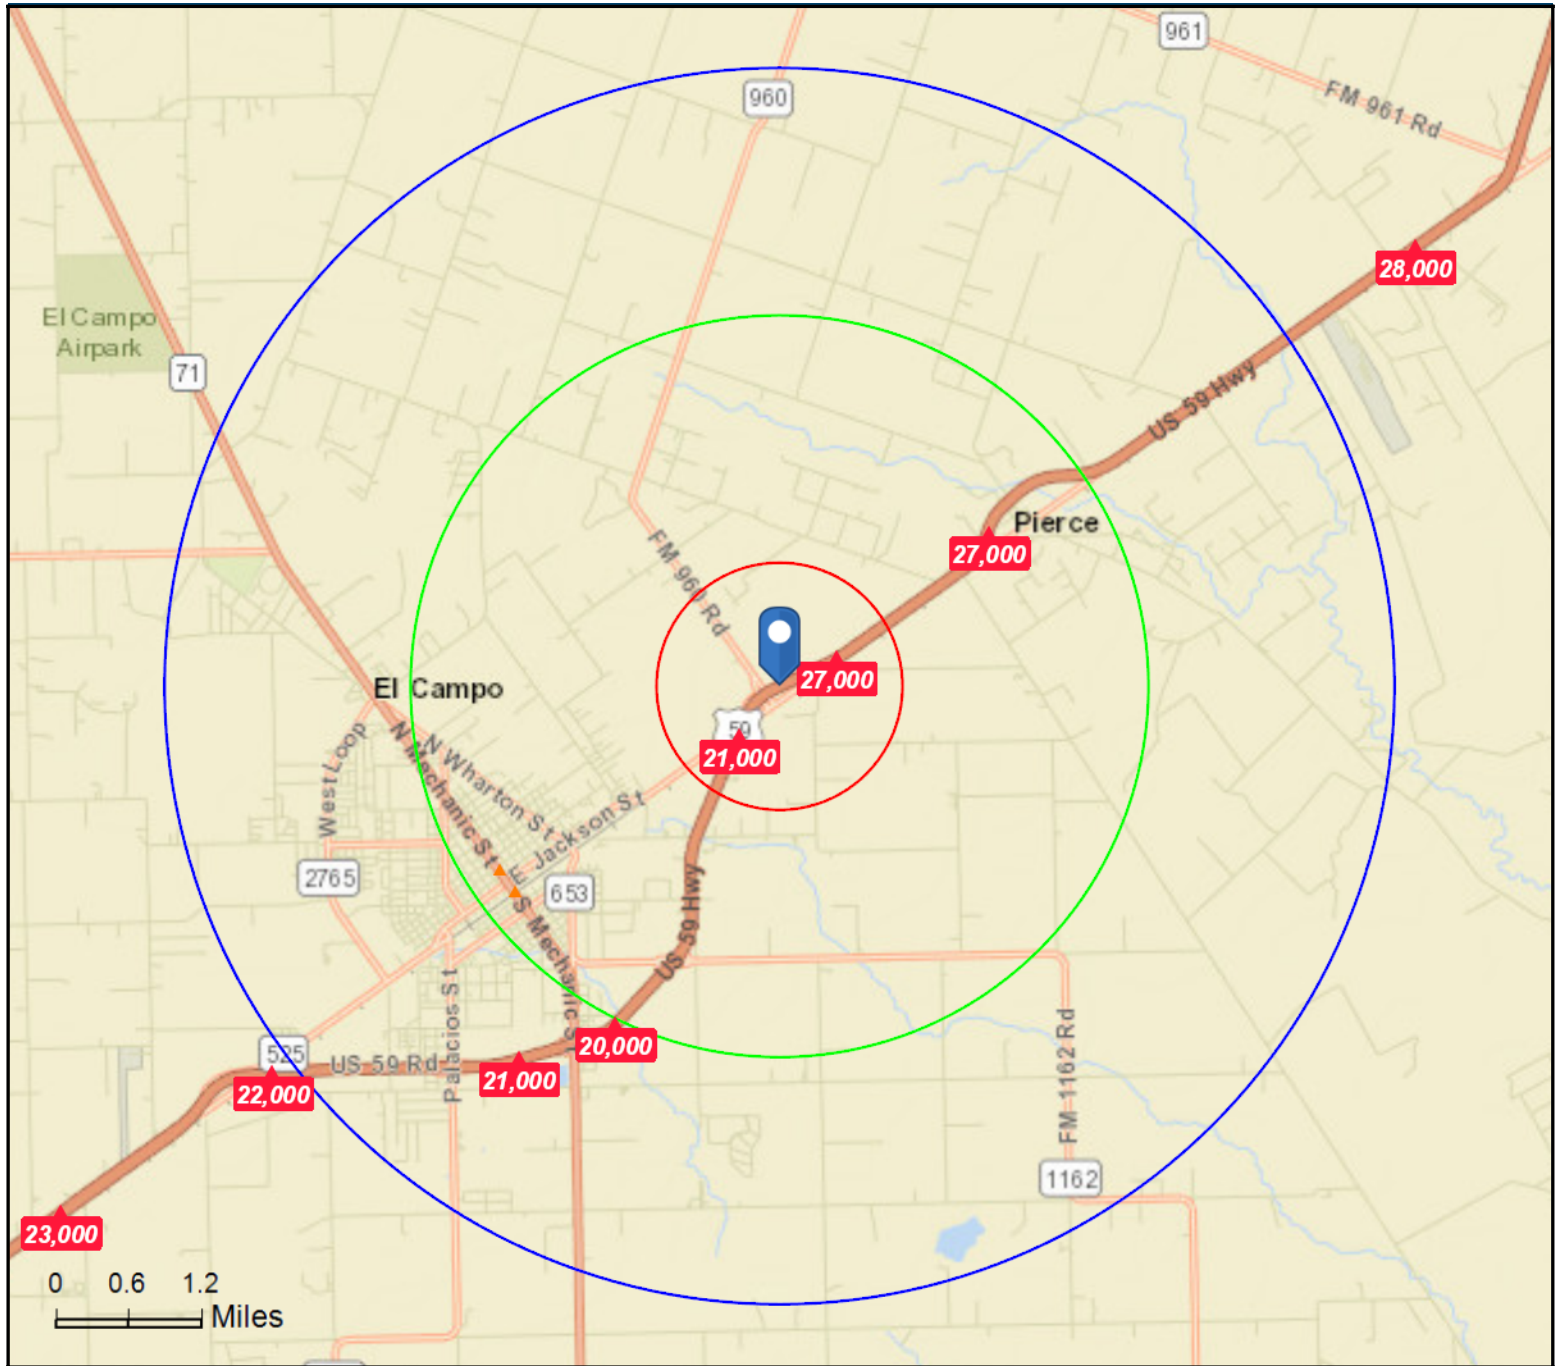 961
FM 961 Rd
960
28,000
El Campo
Airpark
71
US 59 Hwy
Pierce
27,000
FM 960 Rd
27,000
El Campo
59
21,000
West Loop
N Mechanic St
N Wharton St
E Jackson St
2765
653
S Mechanic S
US 59 Hwy
Palacios St
FM 1162 Rd
525
US 59 Rd
20,000
21,000
22,000
1162
23,000
0 0.6 1.2
Miles